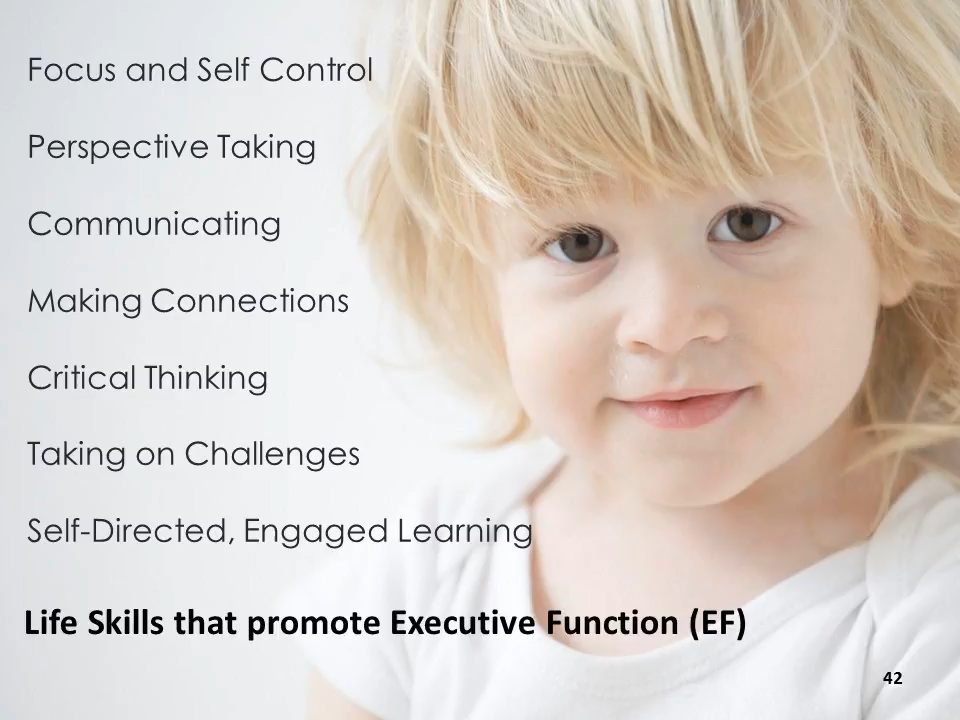 Focus and Self Control
Perspective Taking
Communicating
Making Connections
Critical Thinking
Taking on Challenges
Self-Directed, Engaged Learning
Life Skills that promote Executive Function (EF)
42